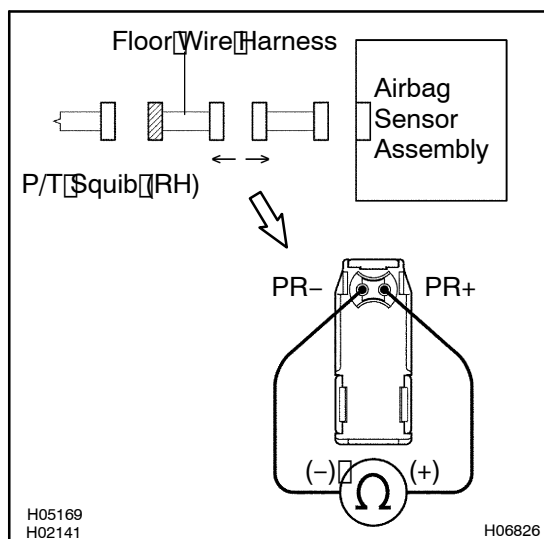 Floor▯Wire▯Harness
Airbag
Sensor
Assembly
P/T▯Squib▯(RH)
PR−
PR+
(−)▯
(+)
Ω
H05169
H02141
H06826